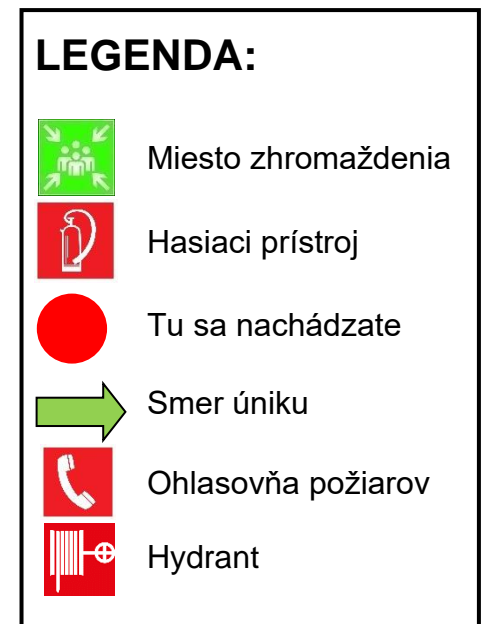 LEGENDA:
Miesto zhromaždenia
Hasiaci prístroj
Tu sa nachádzate
Smer úniku
Ohlasovňa požiarov
Hydrant